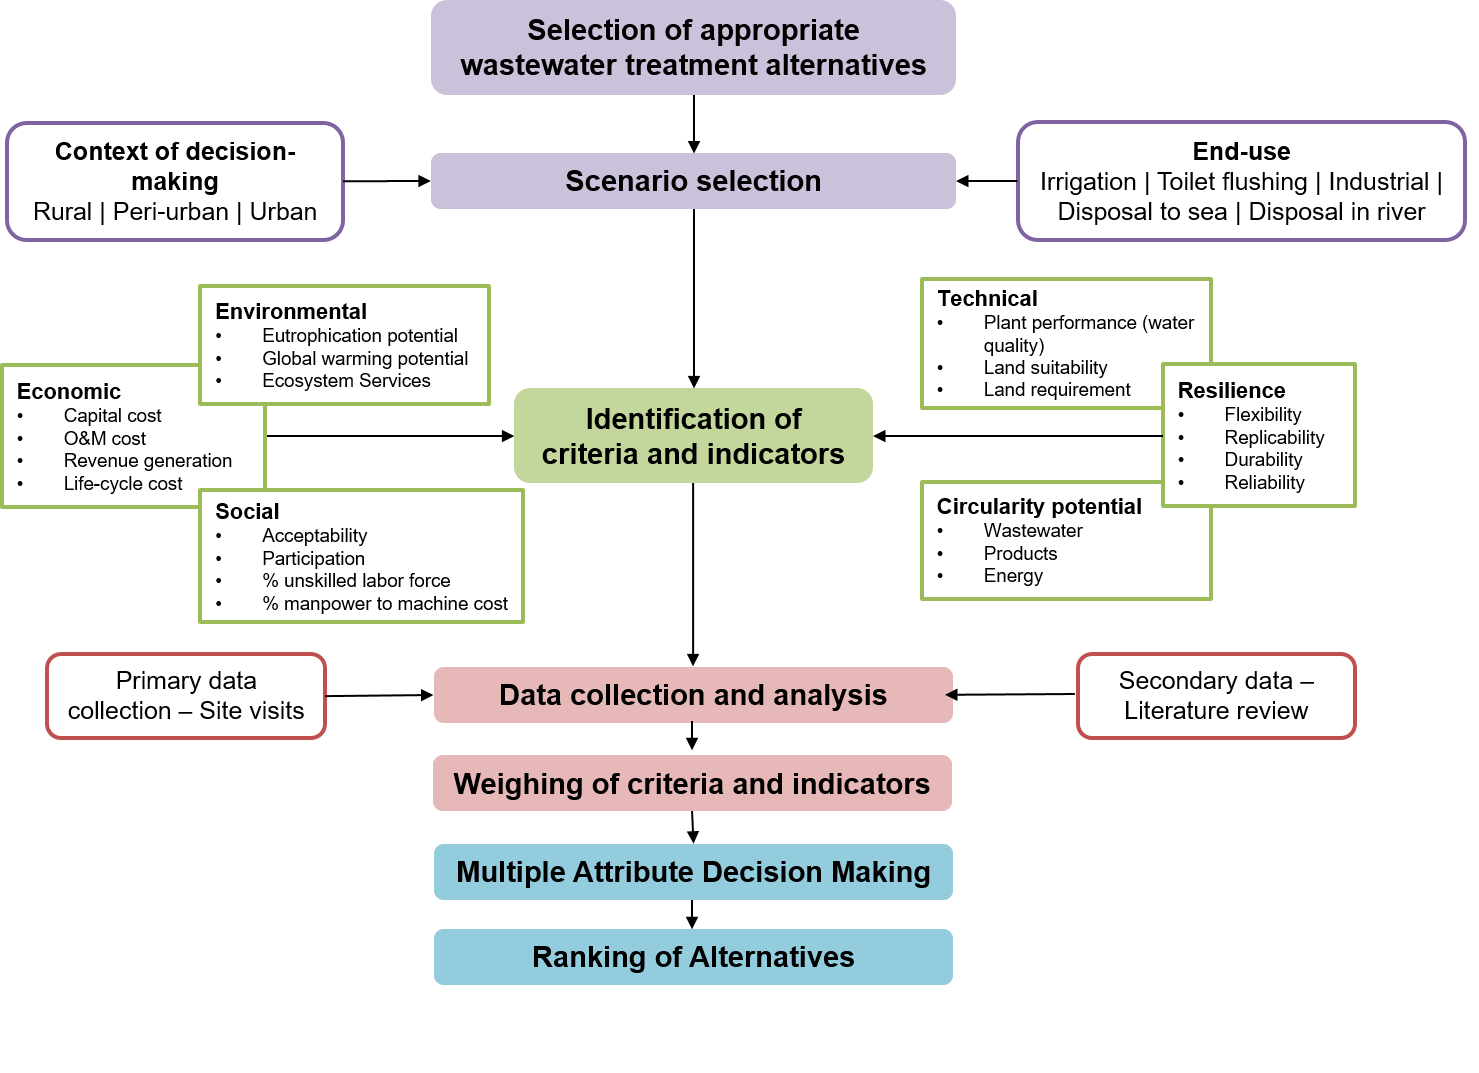 Selection of appropriate
wastewater treatment alternatives
Context of decision-
making
Rural | Peri-urban | Urban
Scenario selection
End-use
Irrigation | Toilet flushing | Industrial |
Disposal to sea | Disposal in river
Environmental
• Eutrophication potential
• Global warming potential
• Ecosystem Services
Economic
• Capital cost
• O&M cost
• Revenue generation
• Life-cycle cost
Social
• Acceptability
• Participation
• % unskilled labor force
• % manpower to machine cost
Identification of
criteria and indicators
Technical
• Plant performance (water
quality)
• Land suitability
• Land requirement
Resilience
• Flexibility
• Replicability
• Durability
• Reliability
Circularity potential
• Wastewater
• Products
• Energy
Primary data
collection – Site visits
Data collection and analysis
Secondary data –
Literature review
Weighing of criteria and indicators
Multiple Attribute Decision Making
Ranking of Alternatives